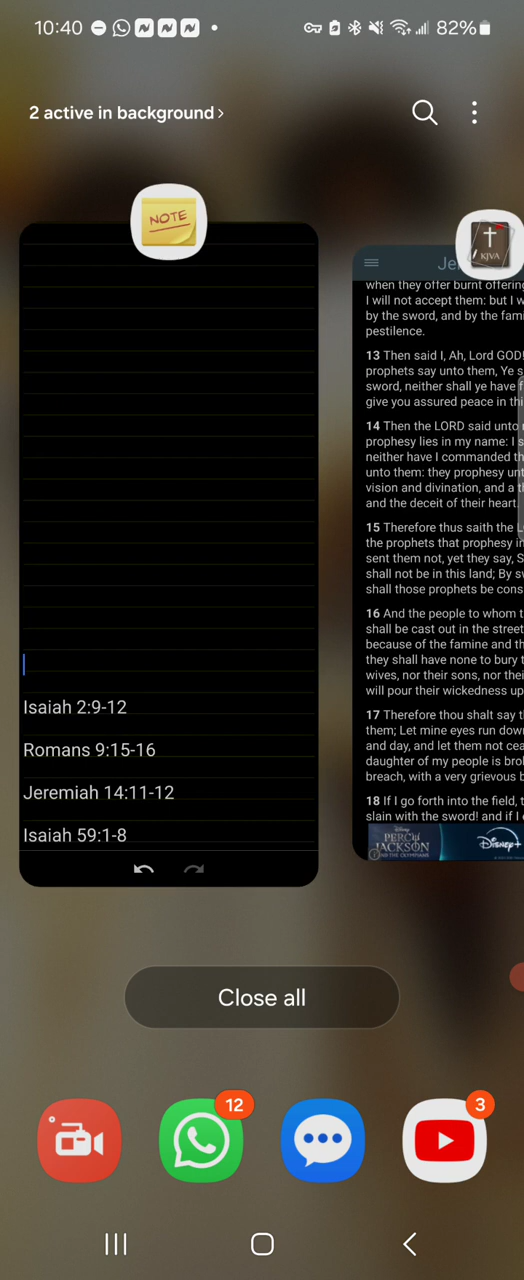 10:40
82%
2 active in background
NOTE
KJVA
when they offer burnt offering
I will not accept them: but I w
by the sword, and by the fami
pestilence.
13 Then said I, Ah, Lord GOD!
prophets say unto them, Ye s
sword, neither shall ye have f
give you assured peace in thi
14 Then the LORD said unto
prophesy lies in my name: I s
neither have I commanded th
unto them: they prophesy unt
vision and divination, and a th
and the deceit of their heart.
15 Therefore thus saith the L
the prophets that prophesy in
sent them not, yet they say, S
shall not be in this land; By sw
shall those prophets be cons
16 And the people to whom t
shall be cast out in the street
because of the famine and th
they shall have none to bury t
wives, nor their sons, nor thei
will pour their wickedness up
17 Therefore thou shalt say th
them; Let mine eyes run down
and day, and let them not cea
daughter of my people is brol
breach, with a very grievous b
18 If I go forth into the field, t
slain with the sword! and if I
Disney
PERCY
JACKSON
AND THE OLYMPIANS
Disney+
Isaiah 2:9-12
Romans 9:15-16
Jeremiah 14:11-12
Isaiah 59:1-8
Close all
12
3